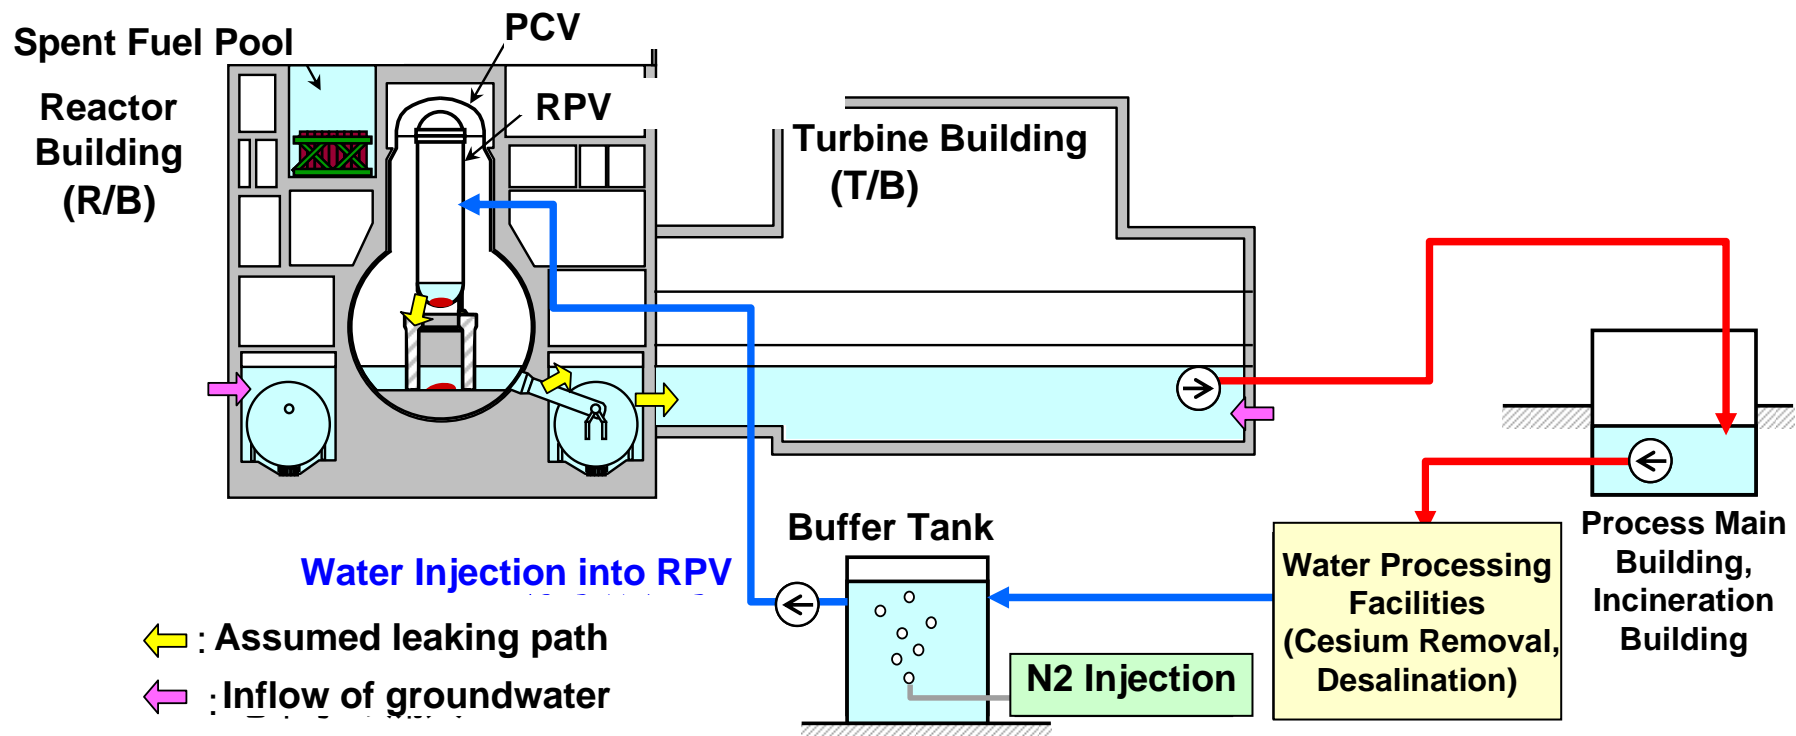 Spent Fuel Pool
PCV
Reactor
Building
(R/B)
RPV
Turbine Building
(T/B)
Process Main
Building,
Incineration
Building
Buffer Tank
Water Injection into RPV
Water Processing
Facilities
(Cesium Removal,
Desalination)
N2 Injection
: Assumed leaking path
: Inflow of groundwater